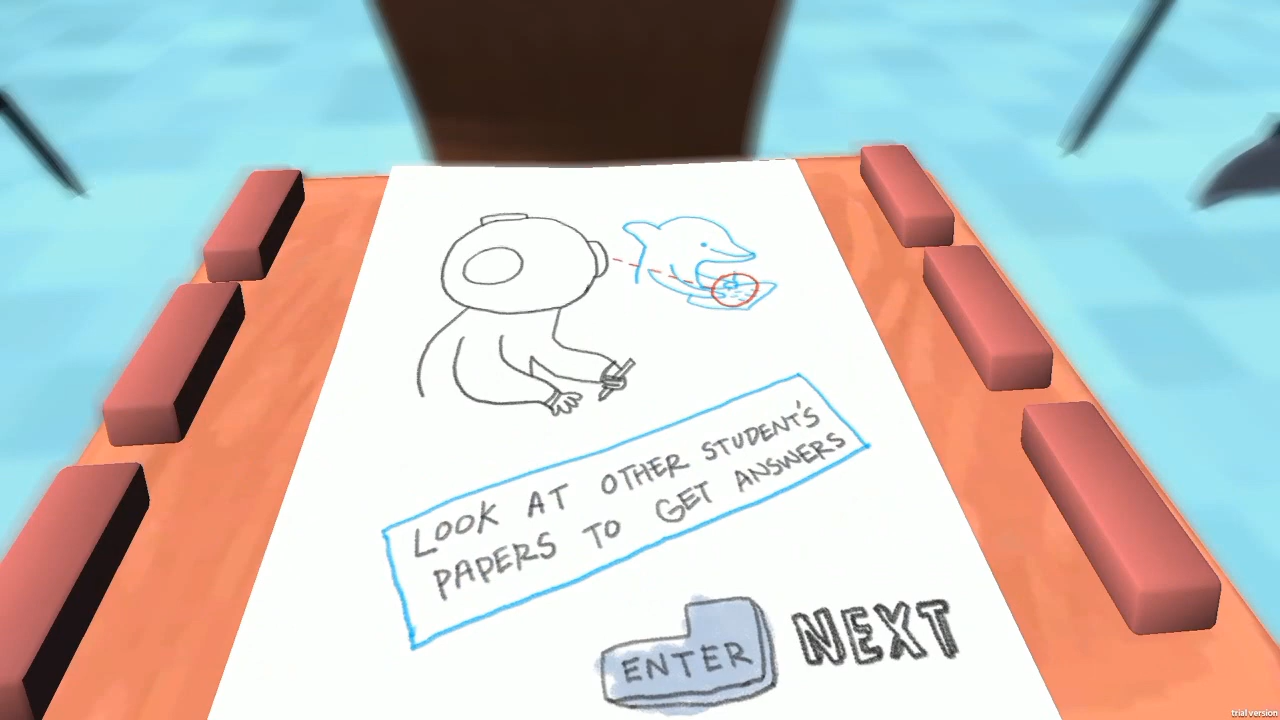 LOOK AT OTHER STUDENT'S
PAPERS TO GET ANSWERS
ENTER NEXT
trial version